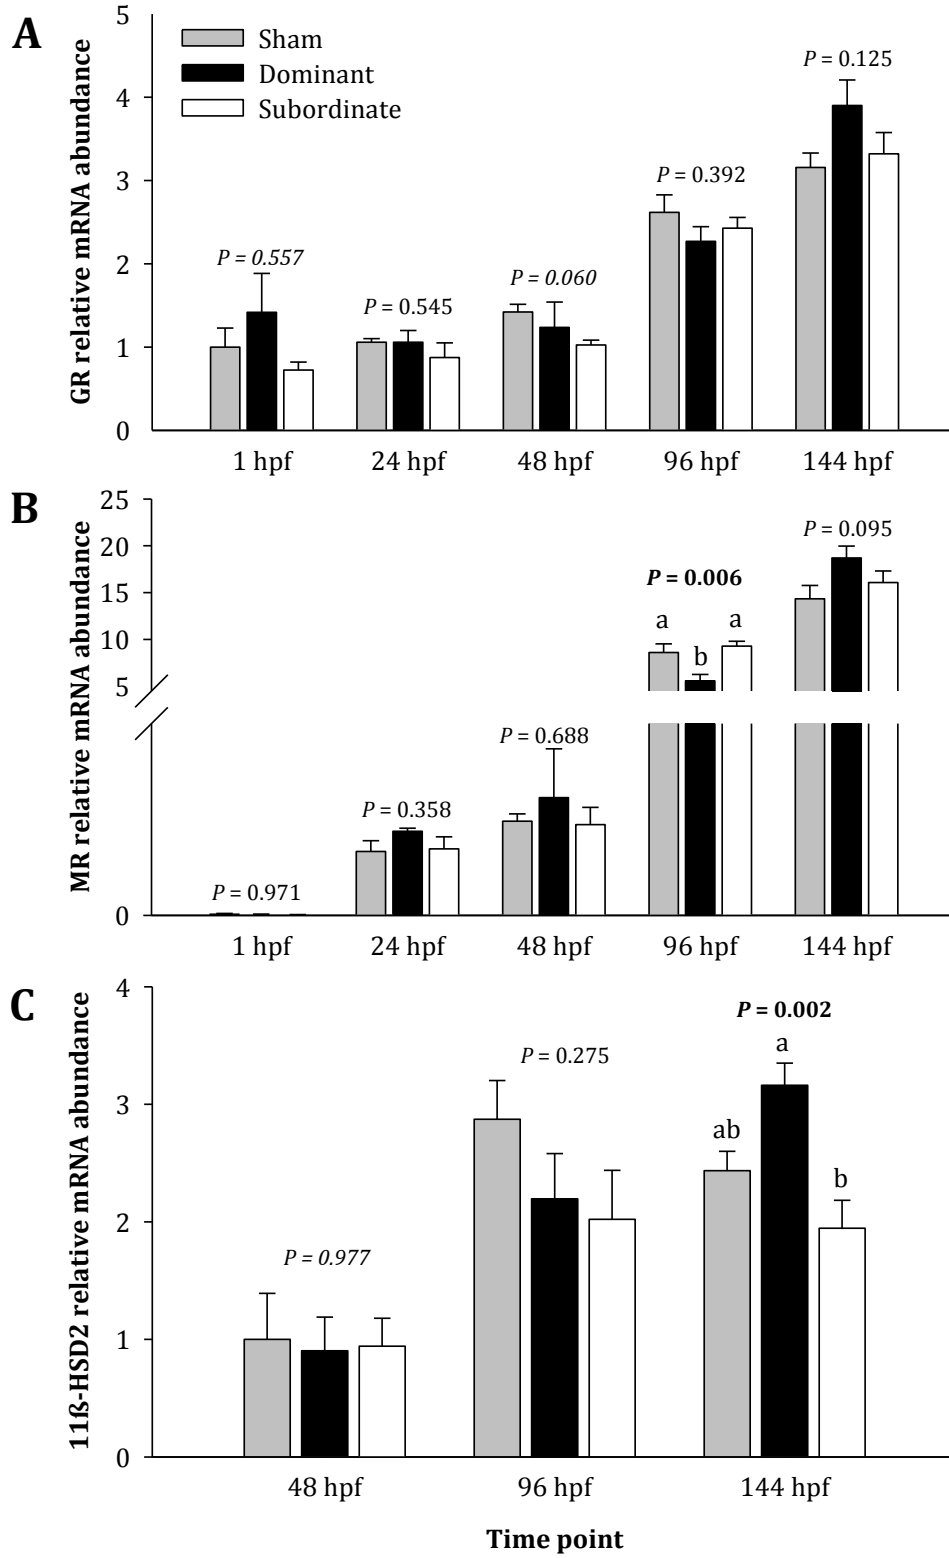 A
GR relative mRNA abundance
5
4
3
2
1
0
Sham
Dominant
Subordinate
P = 0.557
P = 0.545
P = 0.060
P = 0.392
P = 0.125
1 hpf
24 hpf
48 hpf
96 hpf
144 hpf
B
MR relative mRNA abundance
25
20
15
10
5
0
P = 0.971
P = 0.358
P = 0.688
P = 0.006
a
b
a
P = 0.095
1 hpf
24 hpf
48 hpf
96 hpf
144 hpf
C
11ß-HSD2 relative mRNA abundance
4
3
2
1
0
P = 0.977
P = 0.275
P = 0.002
ab
a
b
48 hpf
96 hpf
144 hpf
Time point